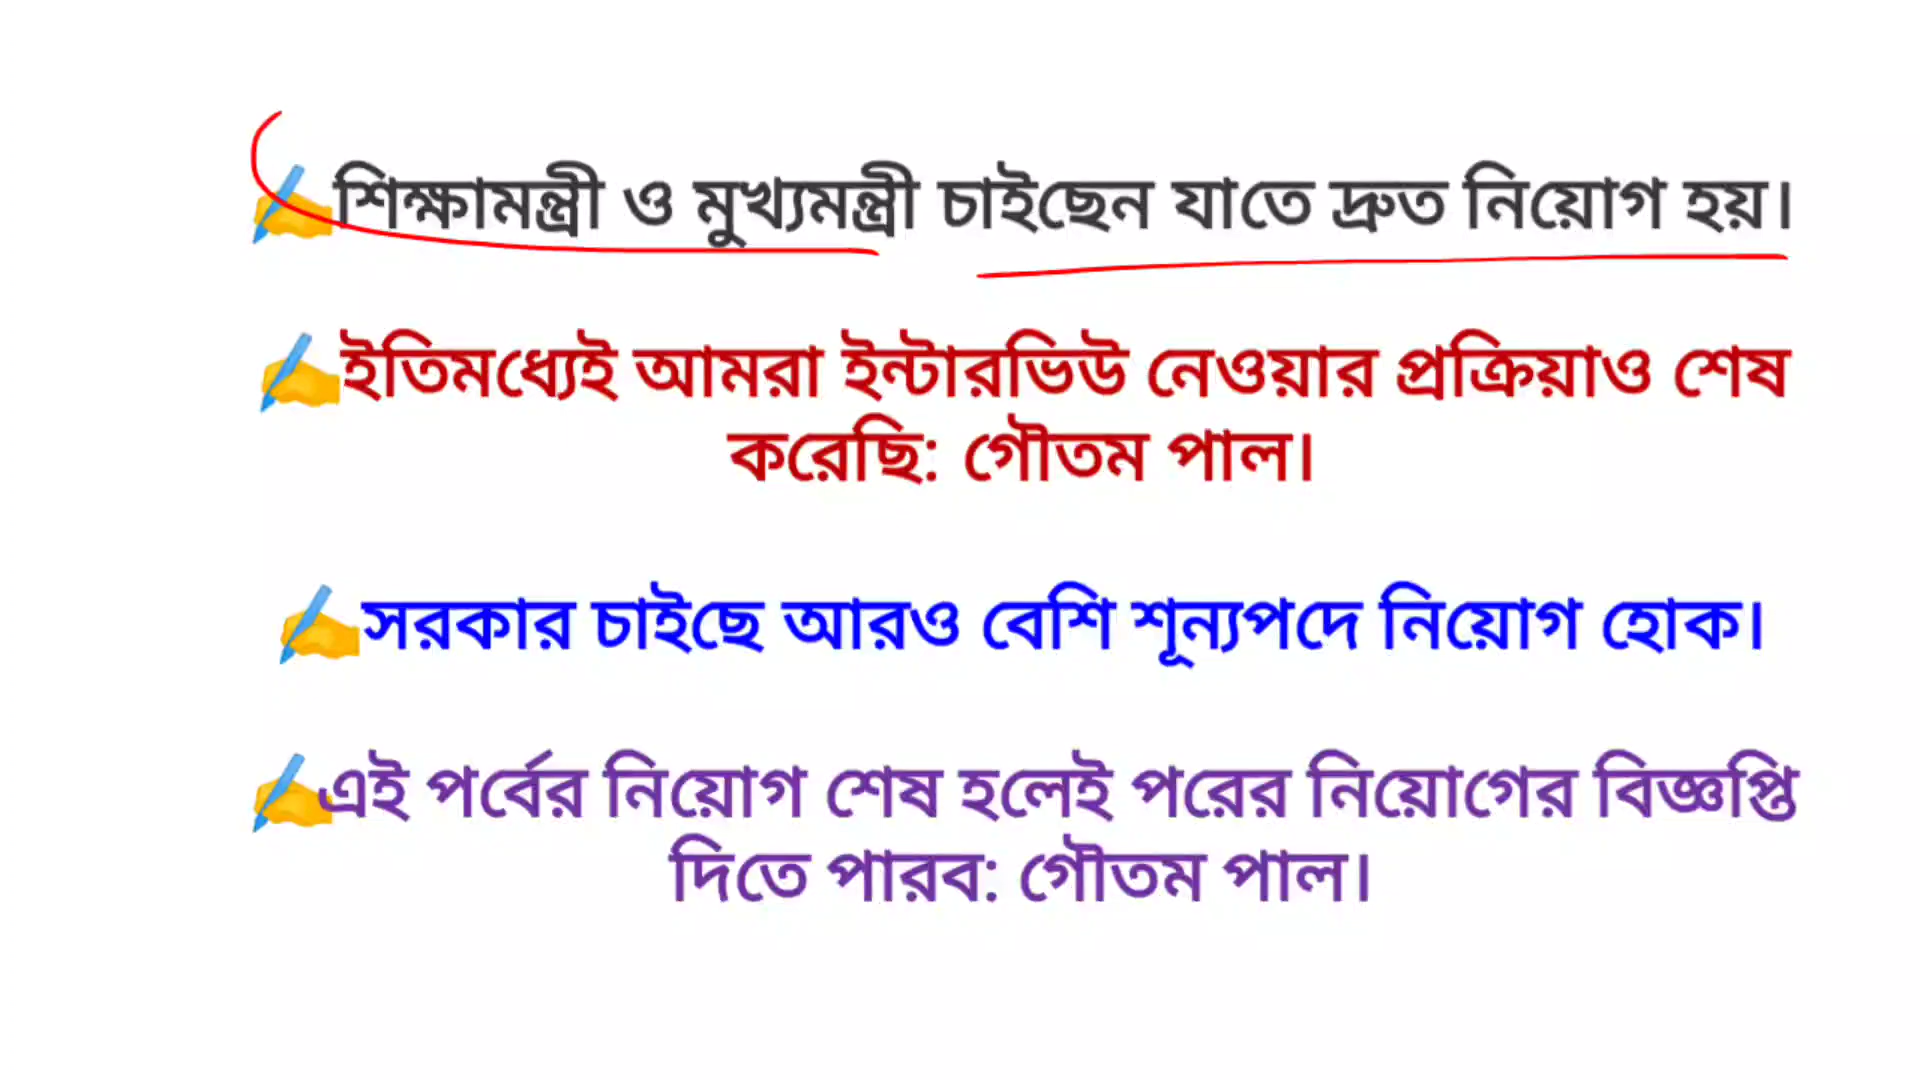 ✍️শিক্ষামন্ত্রী ও মুখ্যমন্ত্রী চাইছেন যাতে দ্রুত নিয়োগ হয়।
✍️ইতিমধ্যেই আমরা ইন্টারভিউ নেওয়ার প্রক্রিয়াও শেষ
করেছি: গৌতম পাল।
✍️সরকার চাইছে আরও বেশি শূন্যপদে নিয়োগ হোক।
✍️এই পর্বের নিয়োগ শেষ হলেই পরের নিয়োগের বিজ্ঞপ্তি
দিতে পারব: গৌতম পাল।